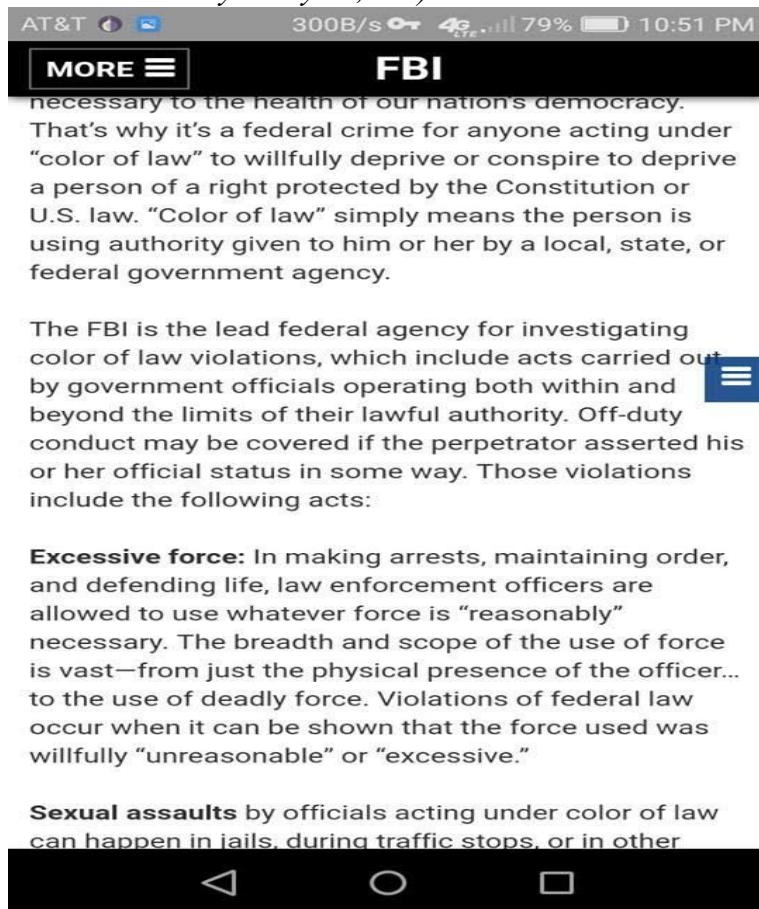 AT&T 300B/s 4G LTE 79% 10:51 PM
MORE FBI
necessary to the health of our nation's democracy.
That's why it's a federal crime for anyone acting under
“color of law” to willfully deprive or conspire to deprive
a person of a right protected by the Constitution or
U.S. law. “Color of law” simply means the person is
using authority given to him or her by a local, state, or
federal government agency.
The FBI is the lead federal agency for investigating
color of law violations, which include acts carried out
by government officials operating both within and
beyond the limits of their lawful authority. Off-duty
conduct may be covered if the perpetrator asserted his
or her official status in some way. Those violations
include the following acts:
Excessive force: In making arrests, maintaining order,
and defending life, law enforcement officers are
allowed to use whatever force is “reasonably”
necessary. The breadth and scope of the use of force
is vast—from just the physical presence of the officer...
to the use of deadly force. Violations of federal law
occur when it can be shown that the force used was
willfully “unreasonable” or “excessive.”
Sexual assaults by officials acting under color of law
can happen in jails, during traffic stops, or in other